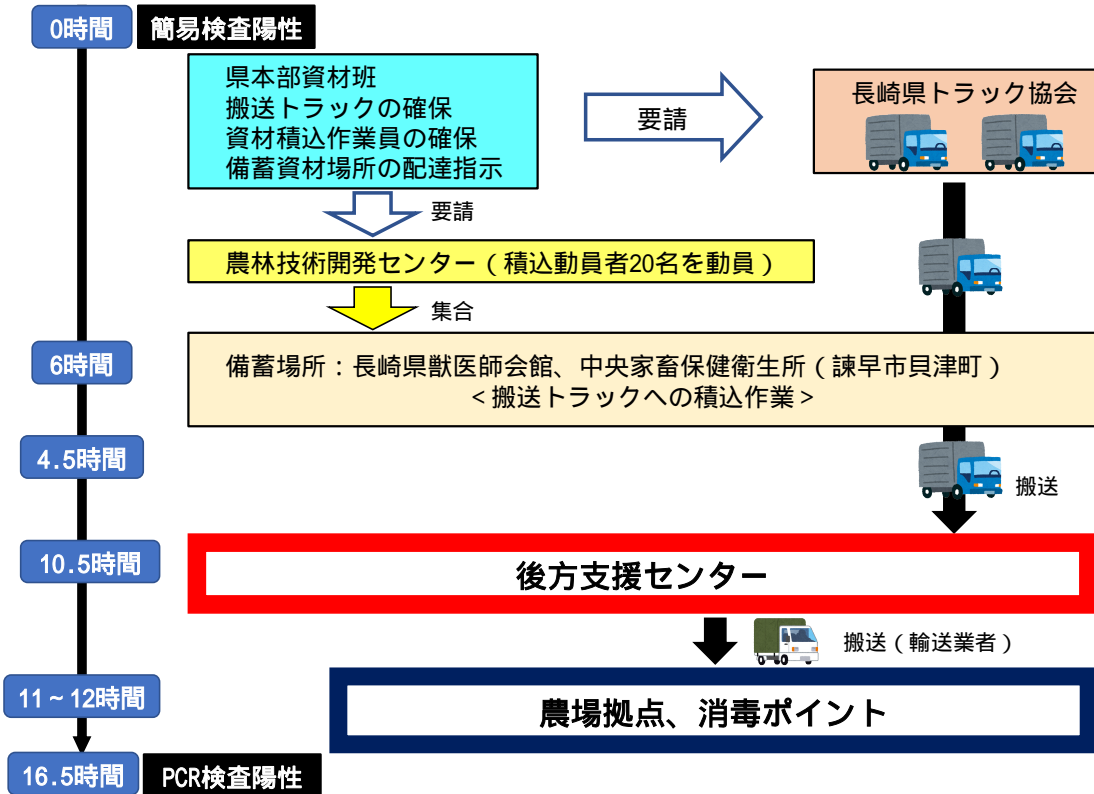 0時間
簡易検査陽性
県本部資材班
搬送トラックの確保
資材積込作業員の確保
備蓄資材場所の配達指示
要請
長崎県トラック協会
要請
農林技術開発センター（積込動員者20名を動員）
集合
6時間
備蓄場所：長崎県獣医師会館、中央家畜保健衛生所（諫早市貝津町）
＜搬送トラックへの積込作業＞
4.5時間
搬送
10.5時間
後方支援センター
搬送（輸送業者）
11～12時間
農場拠点、消毒ポイント
16.5時間
PCR検査陽性